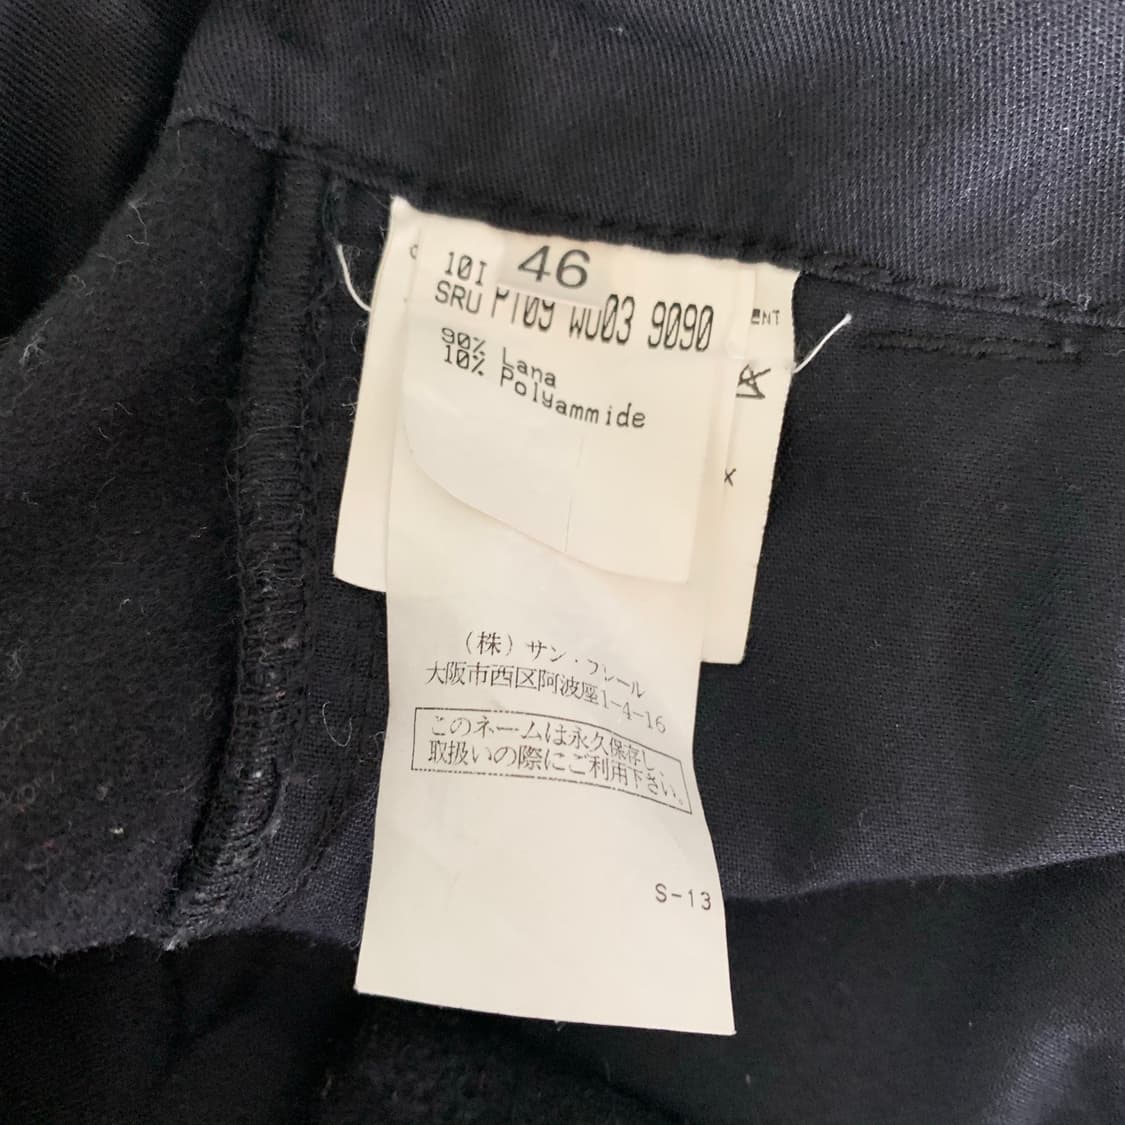 10I 46
SRU PT09 WU03 9090
90% Lana
10% Polyammide
ENT
x
(株) サン・フレール
大阪市西区阿波座1-4-16
このネームは永久保存し、
取扱いの際にご利用下さい。
S-13